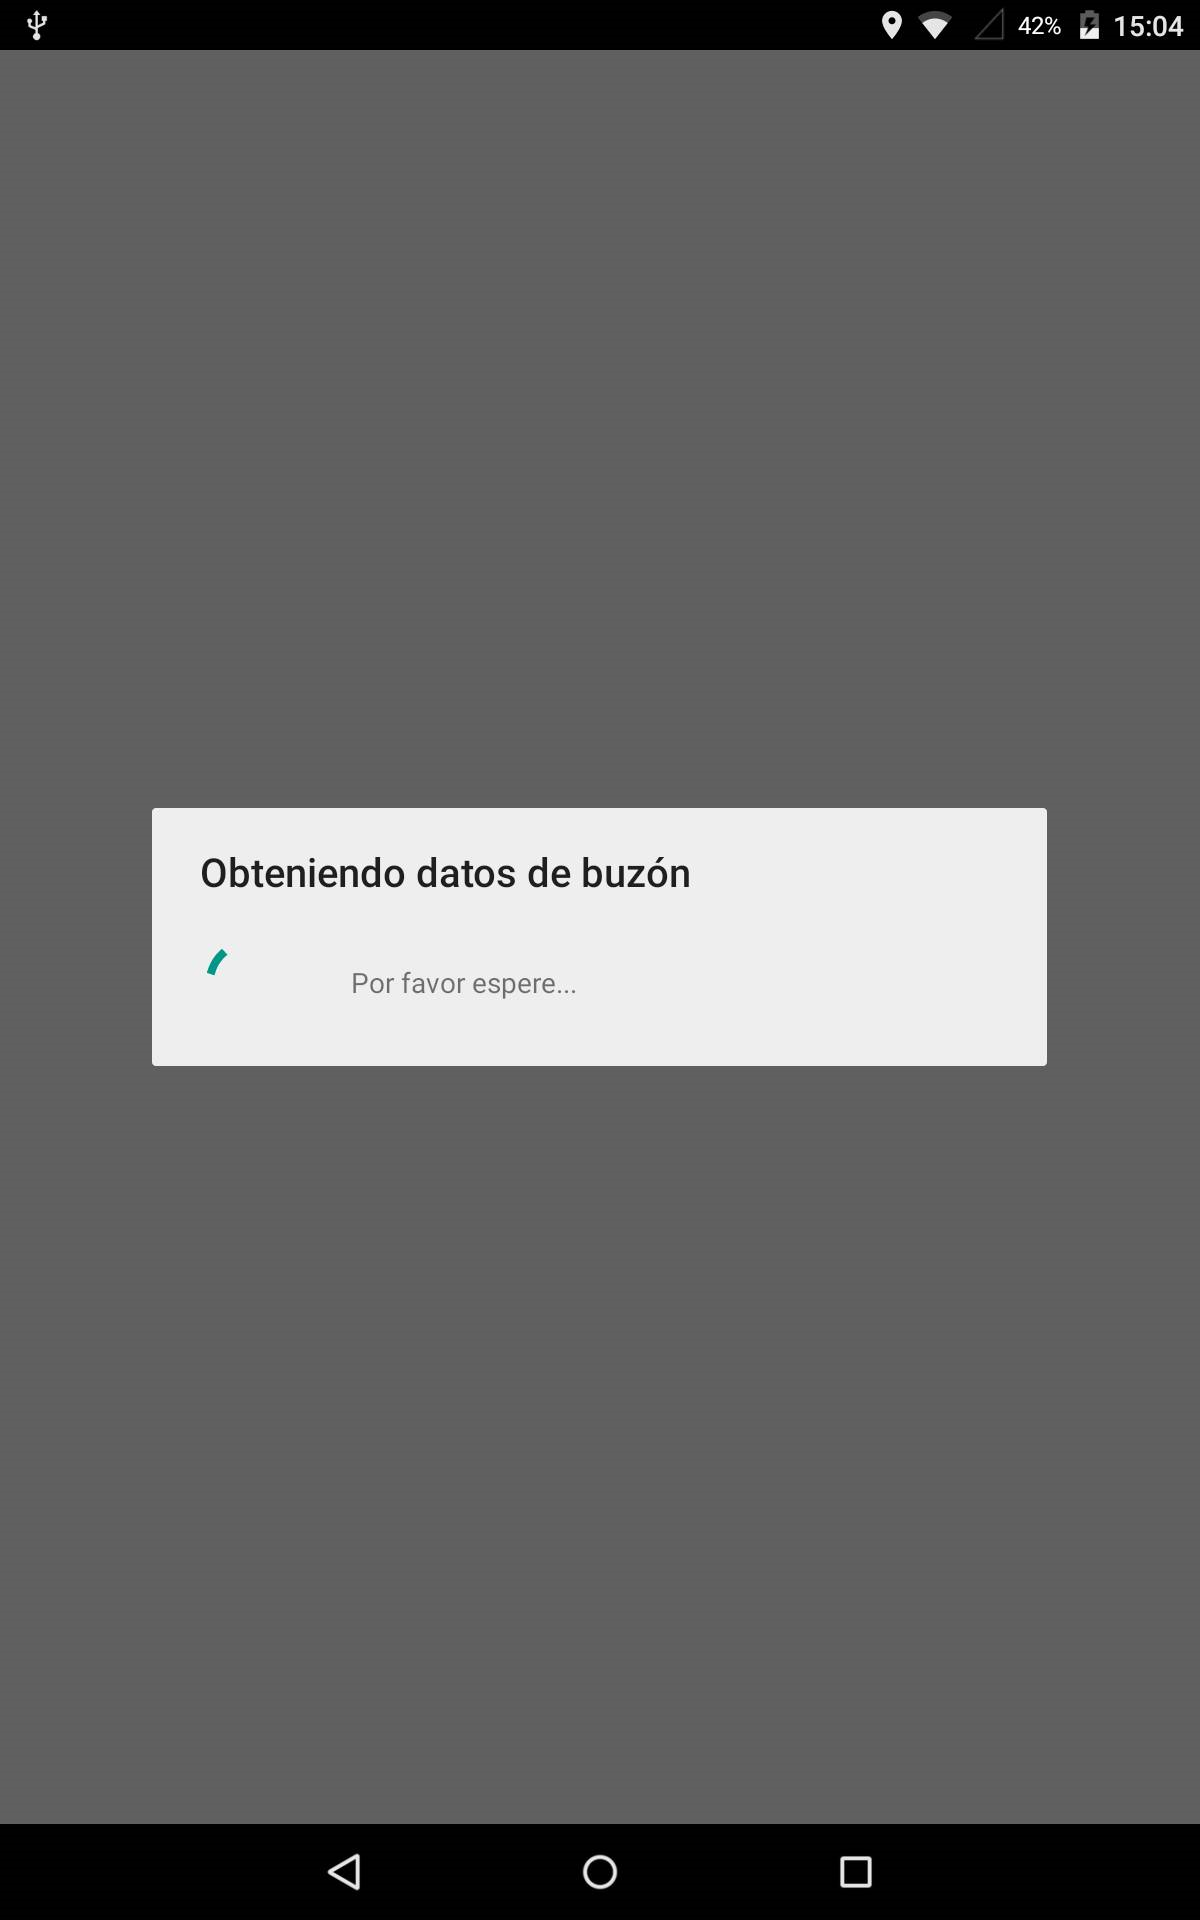 42% 15:04
Obteniendo datos de buzón
Por favor espere...